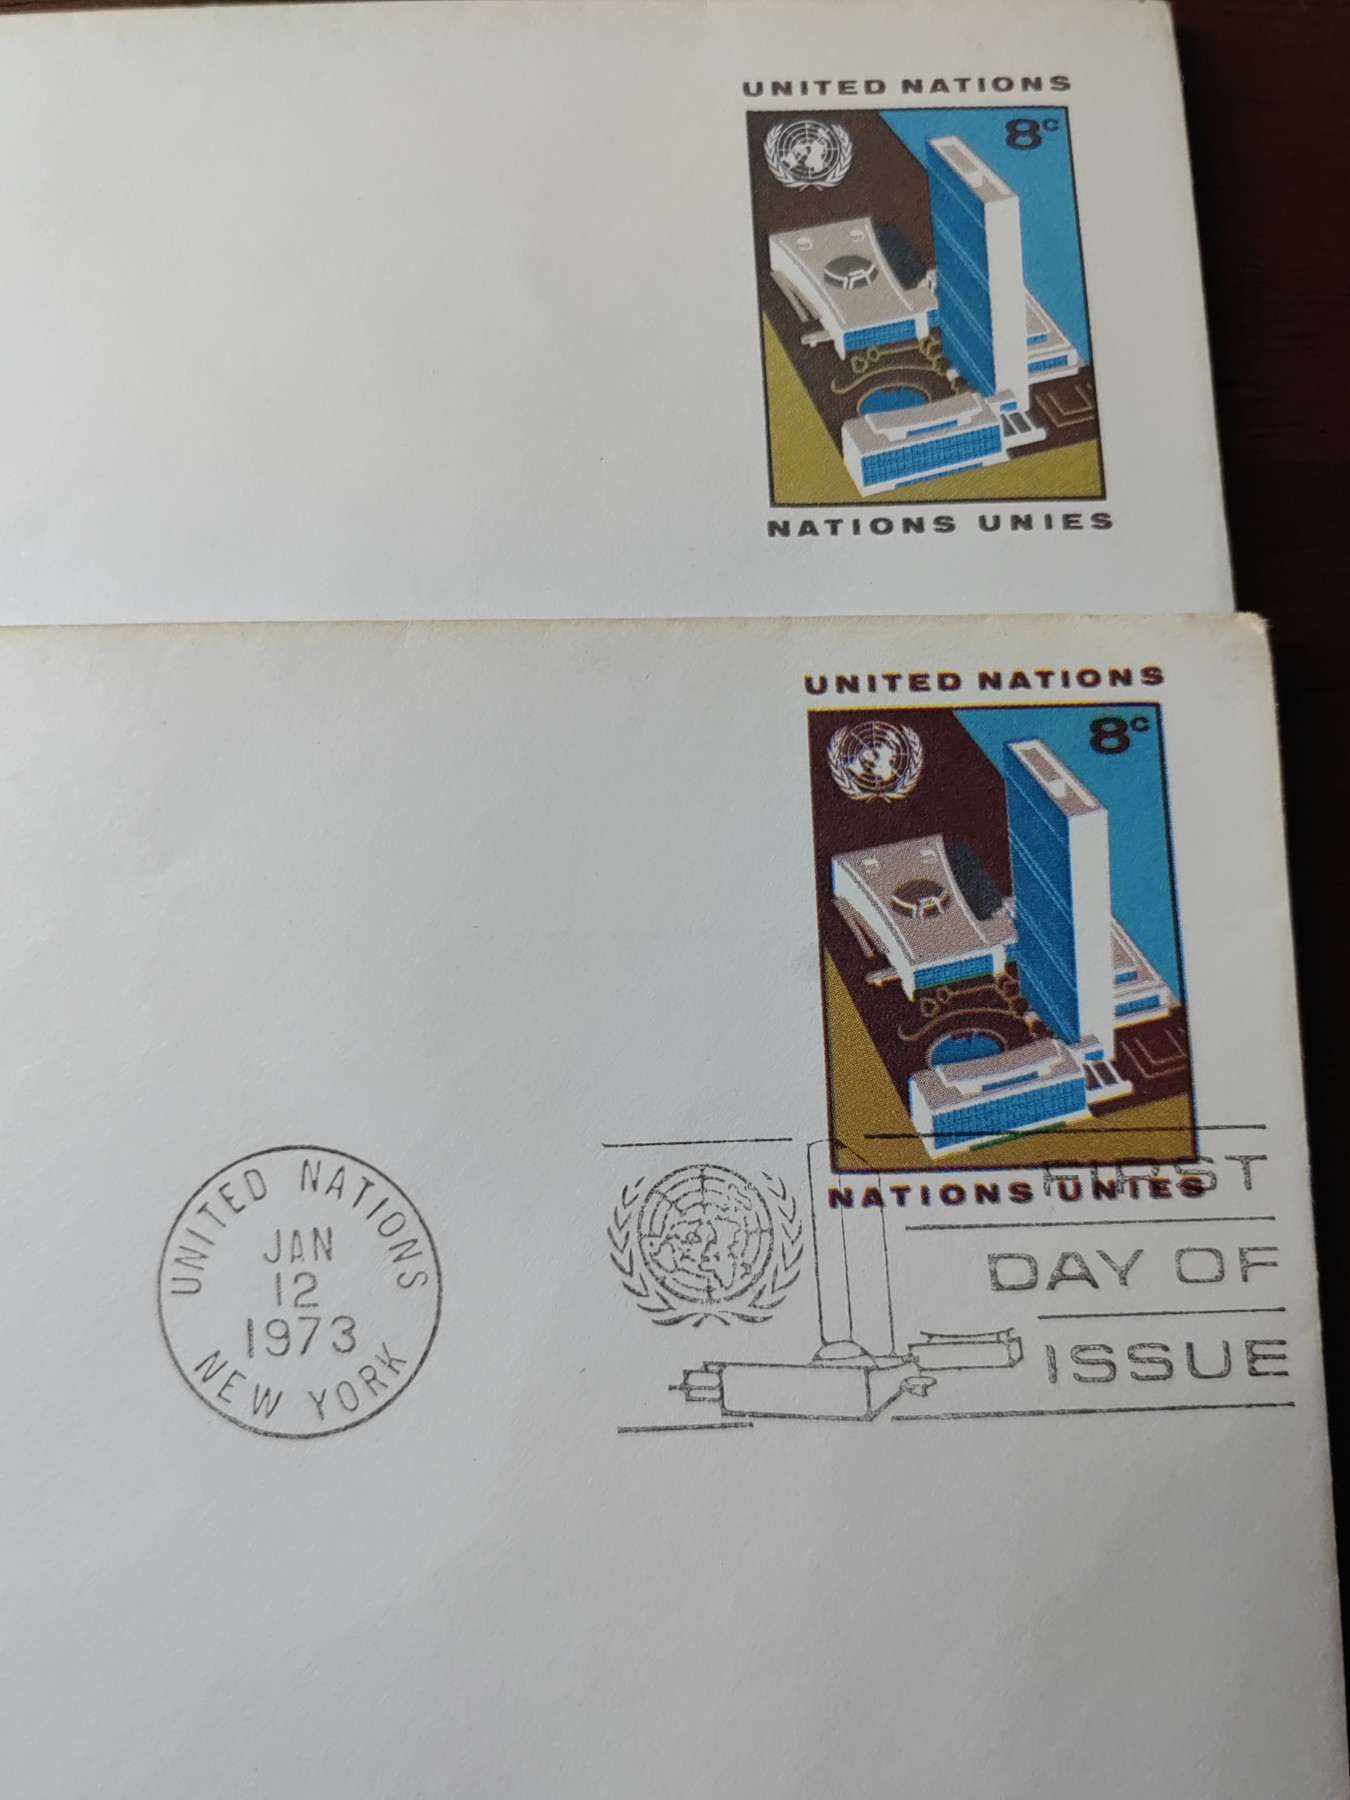 UNITED NATIONS
8c
NATIONS UNIES
UNITED NATIONS
8c
NATIONS UNIES
UNITED NATIONS
JAN
12
1973
NEW YORK
FIRST
DAY OF
ISSUE